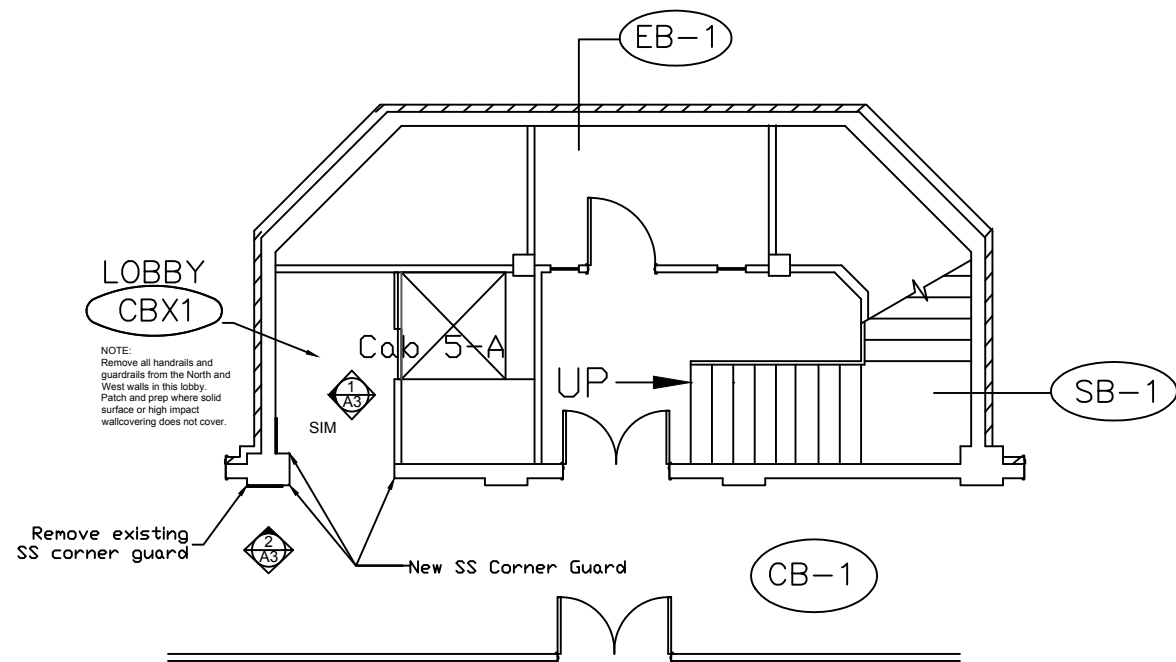 EB-1
LOBBY
CBX1
NOTE:
Remove all handrails and
guardrails from the North and
West walls in this lobby.
Patch and prep where solid
surface or high impact
wallcovering does not cover.
Cab 5-A
1
A3
SIM
UP
SB-1
Remove existing
SS corner guard
2
A3
New SS Corner Guard
CB-1